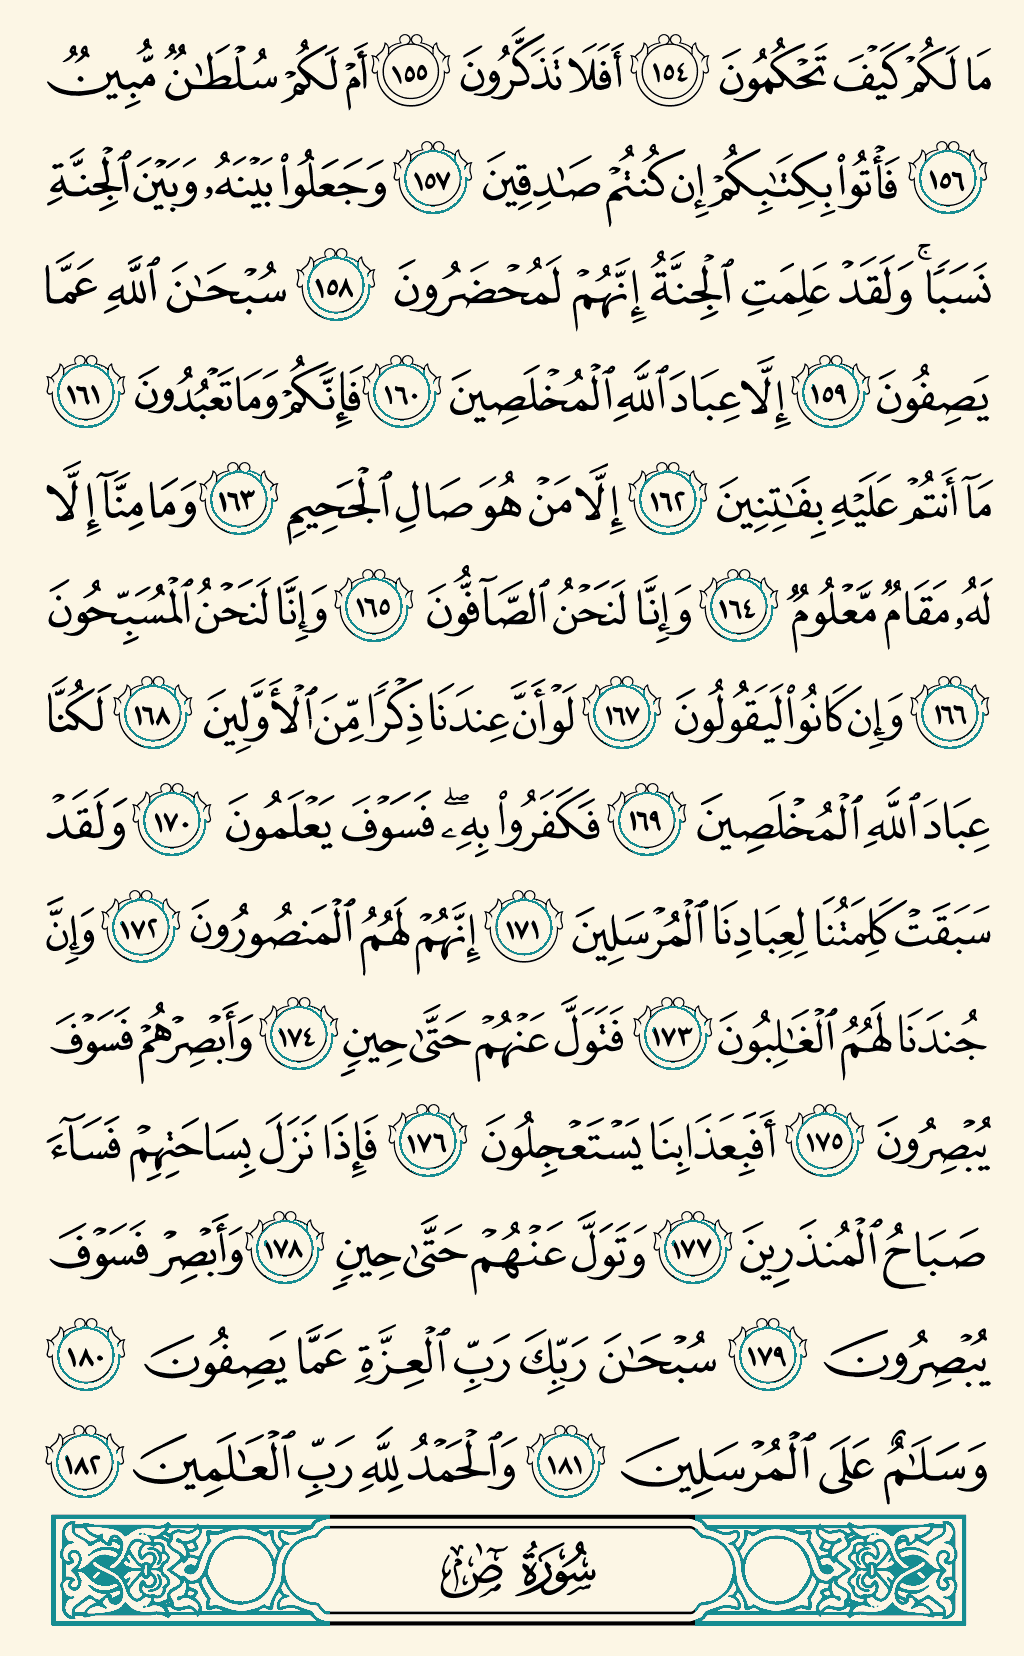 مَا لَكُمْ كَيْفَ تَحْكُمُونَ ١٥٤ أَفَلَا تَذَكَّرُونَ ١٥٥ أَمْ لَكُمْ سُلْطَٰنٌ مُّبِينٌ
١٥٦ فَأْتُوا۟ بِكِتَٰبِكُمْ إِن كُنتُمْ صَٰدِقِينَ ١٥٧ وَجَعَلُوا۟ بَيْنَهُۥ وَبَيْنَ ٱلْجِنَّةِ
نَسَبًا ۚ وَلَقَدْ عَلِمَتِ ٱلْجِنَّةُ إِنَّهُمْ لَمُحْضَرُونَ ١٥٨ سُبْحَٰنَ ٱللَّهِ عَمَّا
يَصِفُونَ ١٥٩ إِلَّا عِبَادَ ٱللَّهِ ٱلْمُخْلَصِينَ ١٦٠ فَإِنَّكُمْ وَمَا تَعْبُدُونَ ١٦١
مَآ أَنتُمْ عَلَيْهِ بِفَٰتِنِينَ ١٦٢ إِلَّا مَنْ هُوَ صَالِ ٱلْجَحِيمِ ١٦٣ وَمَا مِنَّآ إِلَّا
لَهُۥ مَقَامٌ مَّعْلُومٌ ١٦٤ وَإِنَّا لَنَحْنُ ٱلصَّآفُّونَ ١٦٥ وَإِنَّا لَنَحْنُ ٱلْمُسَبِّحُونَ
١٦٦ وَإِن كَانُوا۟ لَيَقُولُونَ ١٦٧ لَوْ أَنَّ عِندَنَا ذِكْرًا مِّنَ ٱلْأَوَّلِينَ ١٦٨ لَكُنَّا
عِبَادَ ٱللَّهِ ٱلْمُخْلَصِينَ ١٦٩ فَكَفَرُوا۟ بِهِۦ ۖ فَسَوْفَ يَعْلَمُونَ ١٧٠ وَلَقَدْ
سَبَقَتْ كَلِمَتُنَا لِعِبَادِنَا ٱلْمُرْسَلِينَ ١٧١ إِنَّهُمْ لَهُمُ ٱلْمَنصُورُونَ ١٧٢ وَإِنَّ
جُندَنَا لَهُمُ ٱلْغَٰلِبُونَ ١٧٣ فَتَوَلَّ عَنْهُمْ حَتَّىٰ حِينٍ ١٧٤ وَأَبْصِرْهُمْ فَسَوْفَ
يُبْصِرُونَ ١٧٥ أَفَبِعَذَابِنَا يَسْتَعْجِلُونَ ١٧٦ فَإِذَا نَزَلَ بِسَاحَتِهِمْ فَسَآءَ
صَبَاحُ ٱلْمُنذَرِينَ ١٧٧ وَتَوَلَّ عَنْهُمْ حَتَّىٰ حِينٍ ١٧٨ وَأَبْصِرْ فَسَوْفَ
يُبْصِرُونَ ١٧٩ سُبْحَٰنَ رَبِّكَ رَبِّ ٱلْعِزَّةِ عَمَّا يَصِفُونَ ١٨٠
وَسَلَٰمٌ عَلَى ٱلْمُرْسَلِينَ ١٨١ وَٱلْحَمْدُ لِلَّهِ رَبِّ ٱلْعَٰلَمِينَ ١٨٢
سُورَةُ صٓ